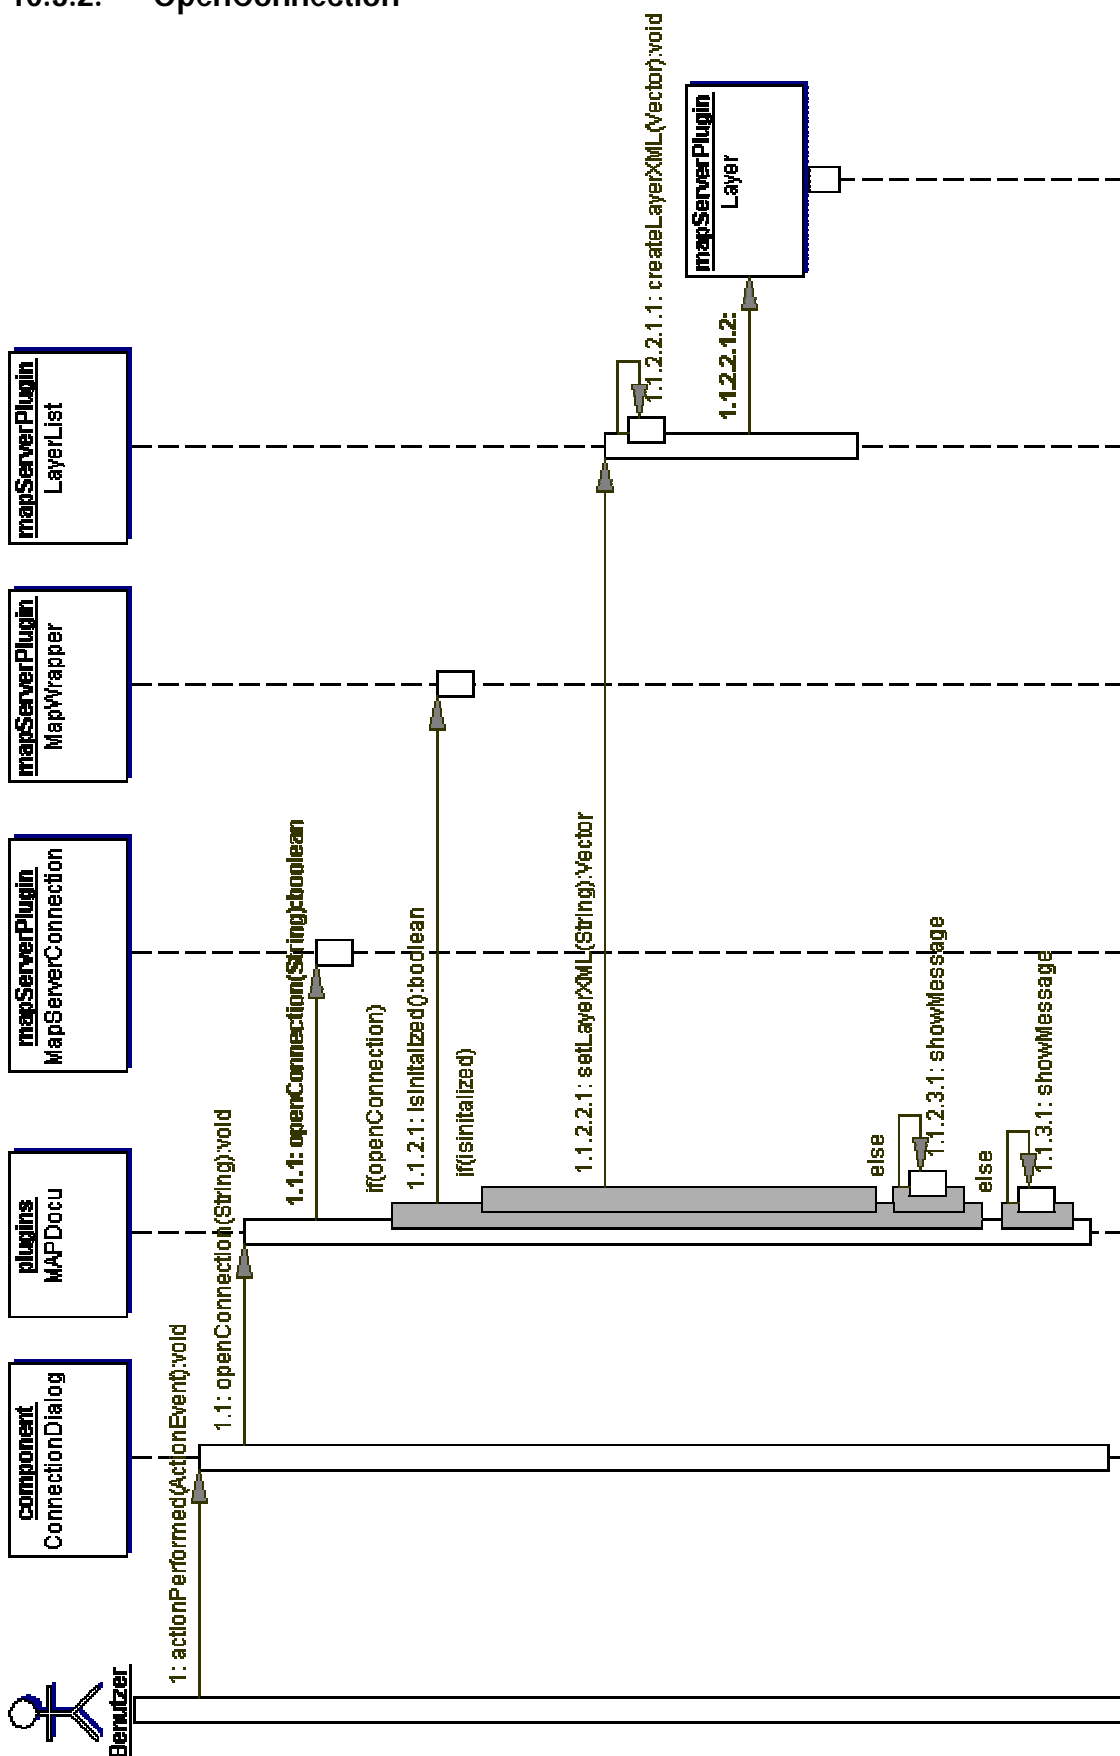 10.3.2. OpenConnection
Benutzer
component
ConnectionDialog
plugins
MAPDocu
mapServerPlugin
MapServerConnection
mapServerPlugin
MapWrapper
mapServerPlugin
LayerList
mapServerPlugin
Layer
1: actionPerformed(ActionEvent):void
1.1: openConnection(String):void
1.1.1: openConnection(String):boolean
if(openConnection)
1.1.2.1: isInitalized():boolean
if(isinitalized)
1.1.2.2.1: setLayerXML(String):Vector
1.1.2.2.1.1: createLayerXML(Vector):void
1.1.2.2.1.2:
else
1.1.2.3.1: showMessage
else
1.1.3.1: showMessage